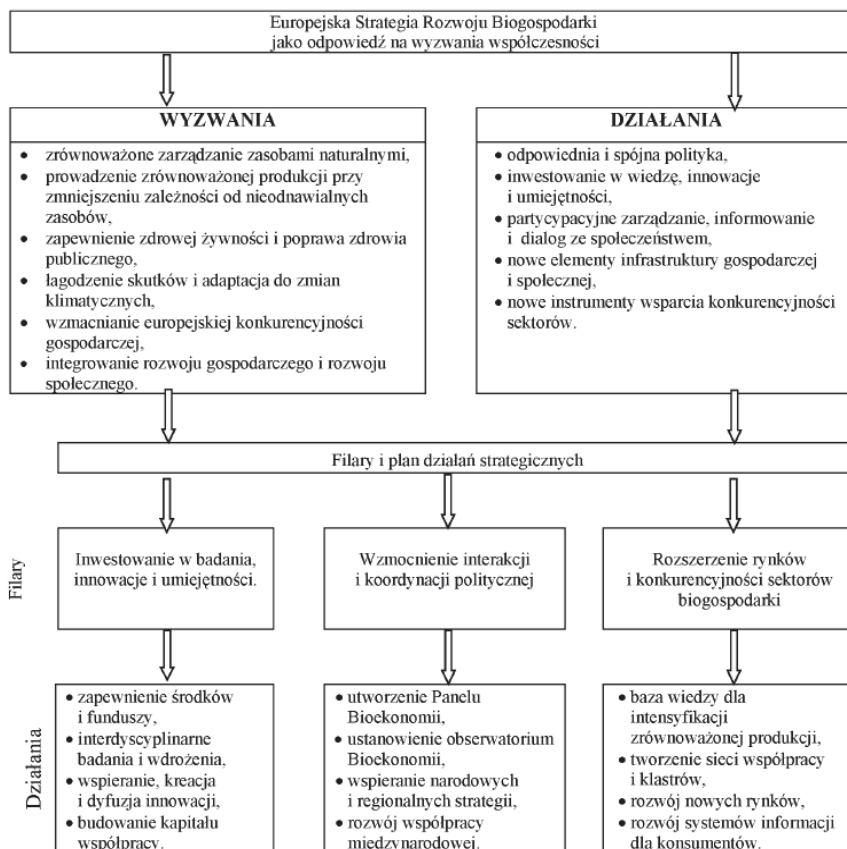 Europejska Strategia Rozwoju Biogospodarki
jako odpowiedź na wyzwania współczesności
WYZWANIA
• zrównoważone zarządzanie zasobami naturalnymi,
• prowadzenie zrównoważonej produkcji przy
zmniejszeniu zależności od nieodnawialnych
zasobów,
• zapewnienie zdrowej żywności i poprawa zdrowia
publicznego,
• łagodzenie skutków i adaptacja do zmian
klimatycznych,
• wzmacnianie europejskiej konkurencyjności
gospodarczej,
• integrowanie rozwoju gospodarczego i rozwoju
społecznego.
DZIAŁANIA
• odpowiednia i spójna polityka,
• inwestowanie w wiedzę, innowacje
i umiejętności,
• partycypacyjne zarządzanie, informowanie
i dialog ze społeczeństwem,
• nowe elementy infrastruktury gospodarczej
i społecznej,
• nowe instrumenty wsparcia konkurencyjności
sektorów.
Filary i plan działań strategicznych
Filary
Inwestowanie w badania,
innowacje i umiejętności.
Wzmocnienie interakcji
i koordynacji politycznej
Rozszerzenie rynków
i konkurencyjności sektorów
biogospodarki
Działania
• zapewnienie środków
i funduszy,
• interdyscyplinarne
badania i wdrożenia,
• wspieranie, kreacja
i dyfuzja innowacji,
• budowanie kapitału
współpracy.
• utworzenie Panelu
Bioekonomii,
• ustanowienie obserwatorium
Bioekonomii,
• wspieranie narodowych
i regionalnych strategii,
• rozwój współpracy
międzynarodowej.
• baza wiedzy dla
intensyfikacji
zrównoważonej produkcji,
• tworzenie sieci współpracy
i klastrów,
• rozwój nowych rynków,
• rozwój systemów informacji
dla konsumentów.